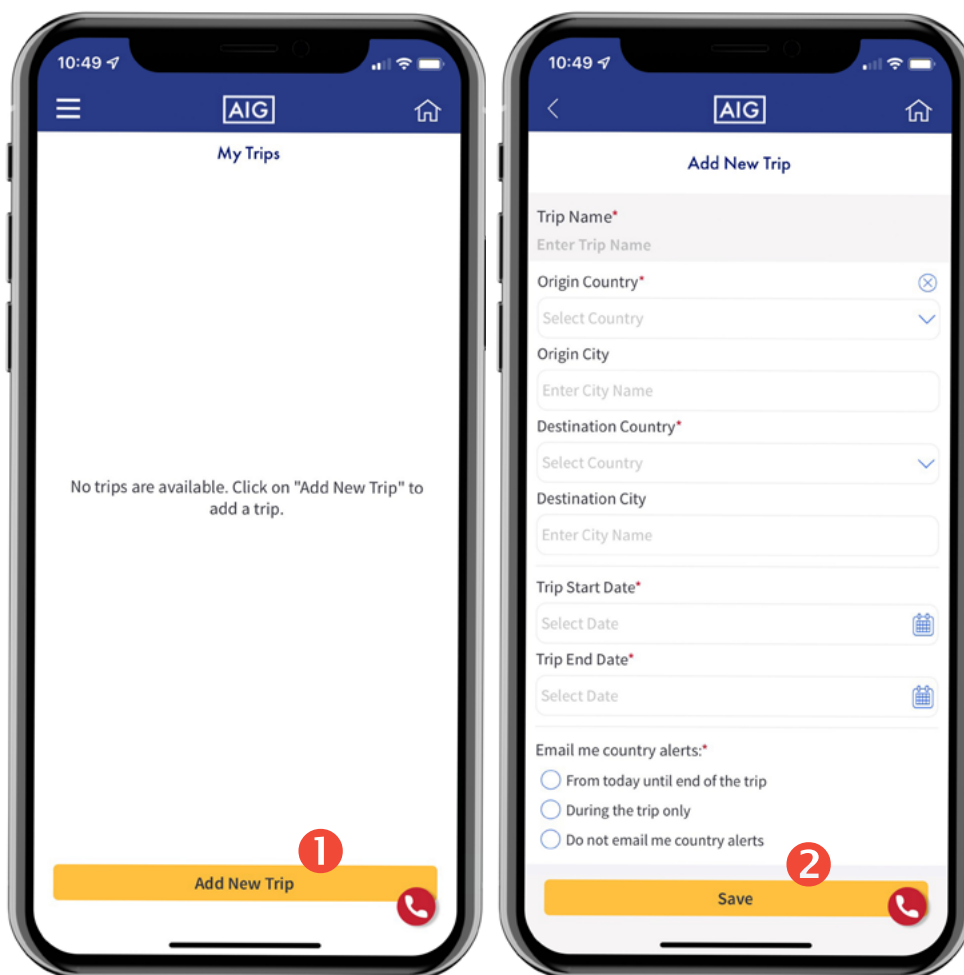 10:49
AIG
My Trips
No trips are available. Click on "Add New Trip" to
add a trip.
1
Add New Trip
10:49
AIG
Add New Trip
Trip Name*
Enter Trip Name
Origin Country*
Select Country
Origin City
Enter City Name
Destination Country*
Select Country
Destination City
Enter City Name
Trip Start Date*
Select Date
Trip End Date*
Select Date
Email me country alerts:*
From today until end of the trip
During the trip only
Do not email me country alerts
2
Save